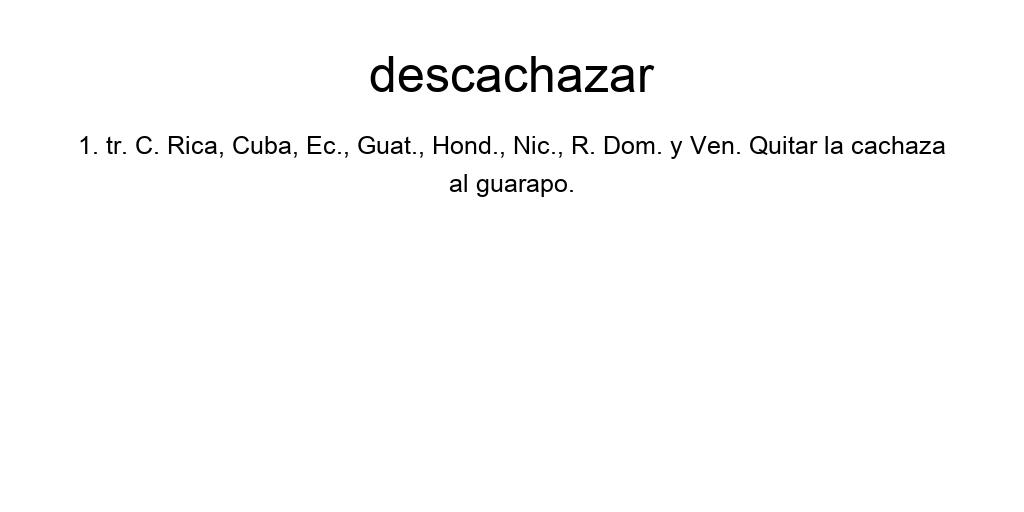 descachazar
1. tr. C. Rica, Cuba, Ec., Guat., Hond., Nic., R. Dom. y Ven. Quitar la cachaza
al guarapo.